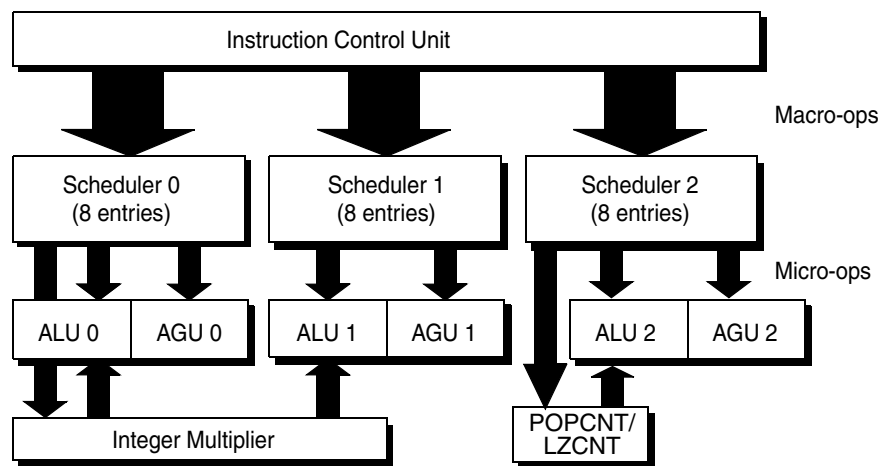 Instruction Control Unit
Macro-ops
Scheduler 0
(8 entries)
Scheduler 1
(8 entries)
Scheduler 2
(8 entries)
Micro-ops
ALU 0
AGU 0
ALU 1
AGU 1
ALU 2
AGU 2
Integer Multiplier
POPCNT/
LZCNT